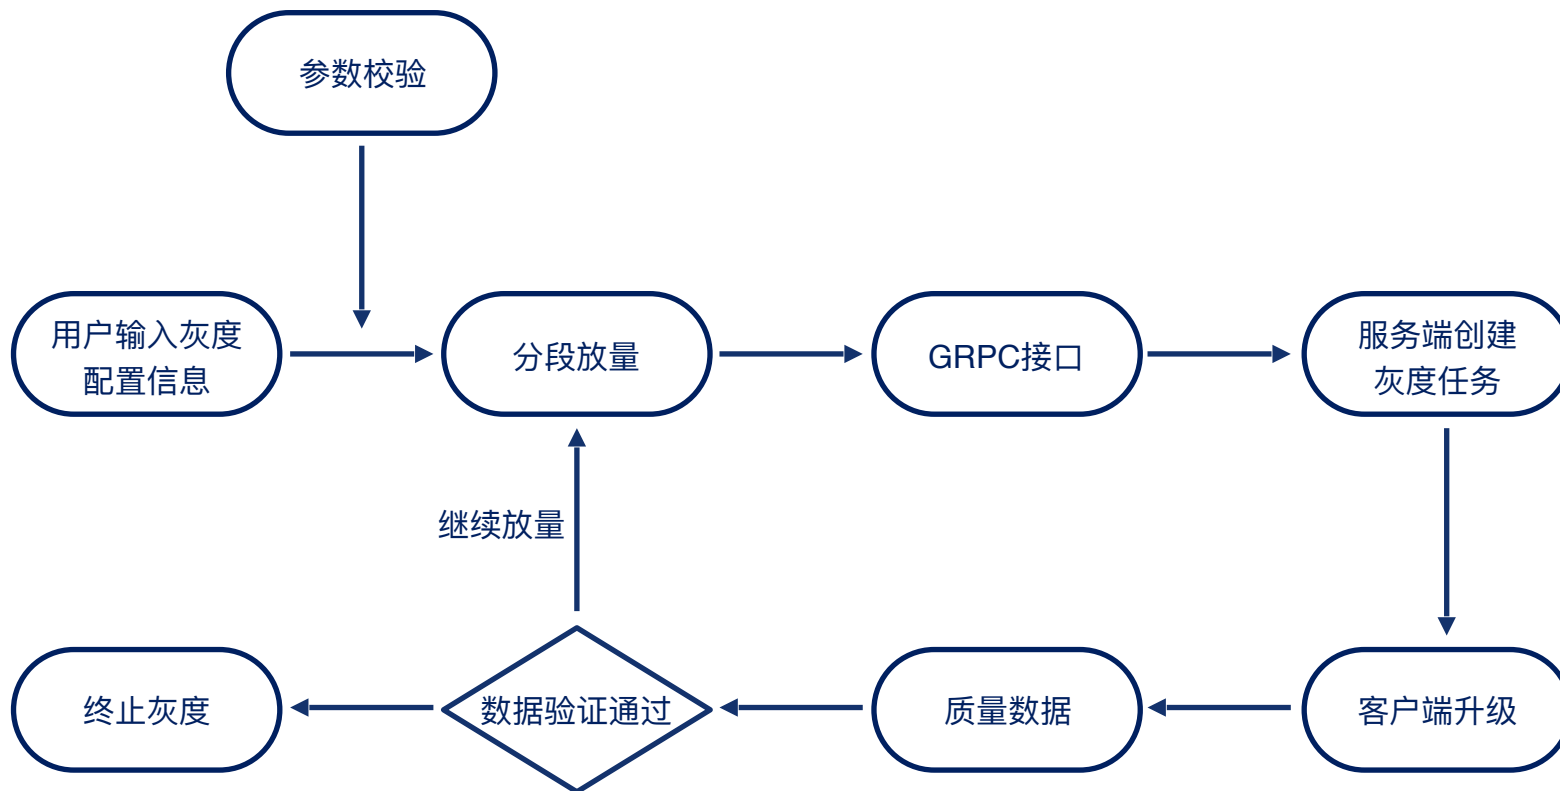 参数校验
用户输入灰度
配置信息
分段放量
GRPC接口
服务端创建
灰度任务
继续放量
终止灰度
数据验证通过
质量数据
客户端升级